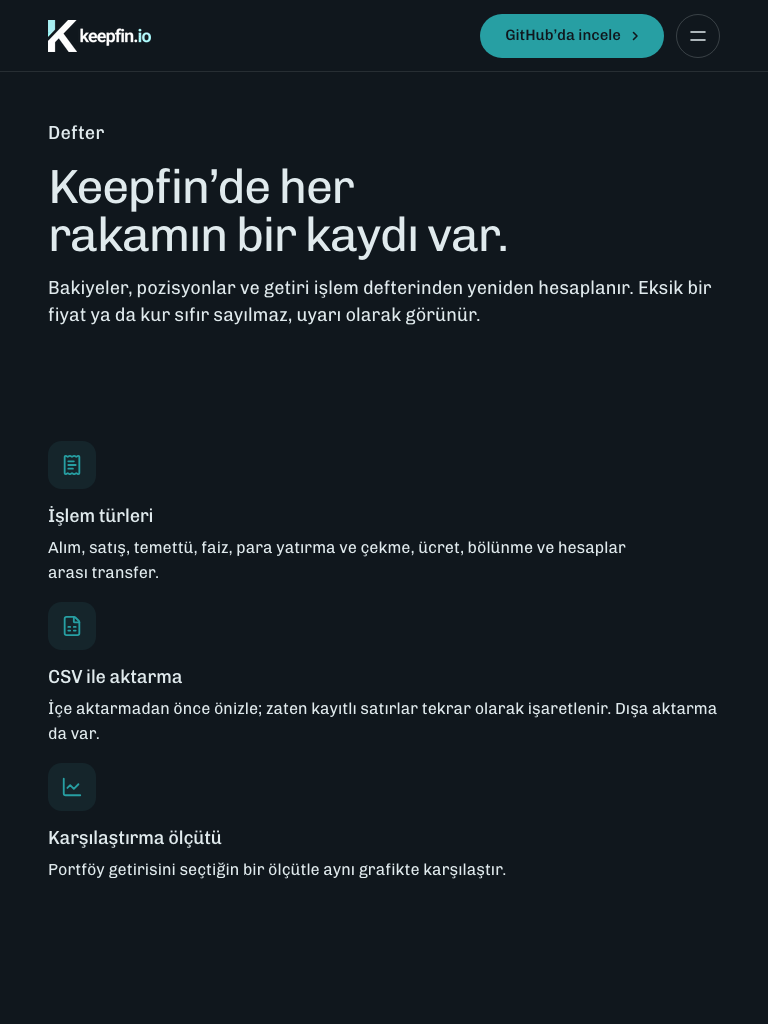 keepfin.io
GitHub’da incele
Defter
Keepfin’de her
rakamın bir kaydı var.
Bakiyeler, pozisyonlar ve getiri işlem defterinden yeniden hesaplanır. Eksik bir
fiyat ya da kur sıfır sayılmaz, uyarı olarak görünür.
İşlem türleri
Alım, satış, temettü, faiz, para yatırma ve çekme, ücret, bölünme ve hesaplar
arası transfer.
CSV ile aktarma
İçe aktarmadan önce önizle; zaten kayıtlı satırlar tekrar olarak işaretlenir. Dışa aktarma
da var.
Karşılaştırma ölçütü
Portföy getirisini seçtiğin bir ölçütle aynı grafikte karşılaştır.